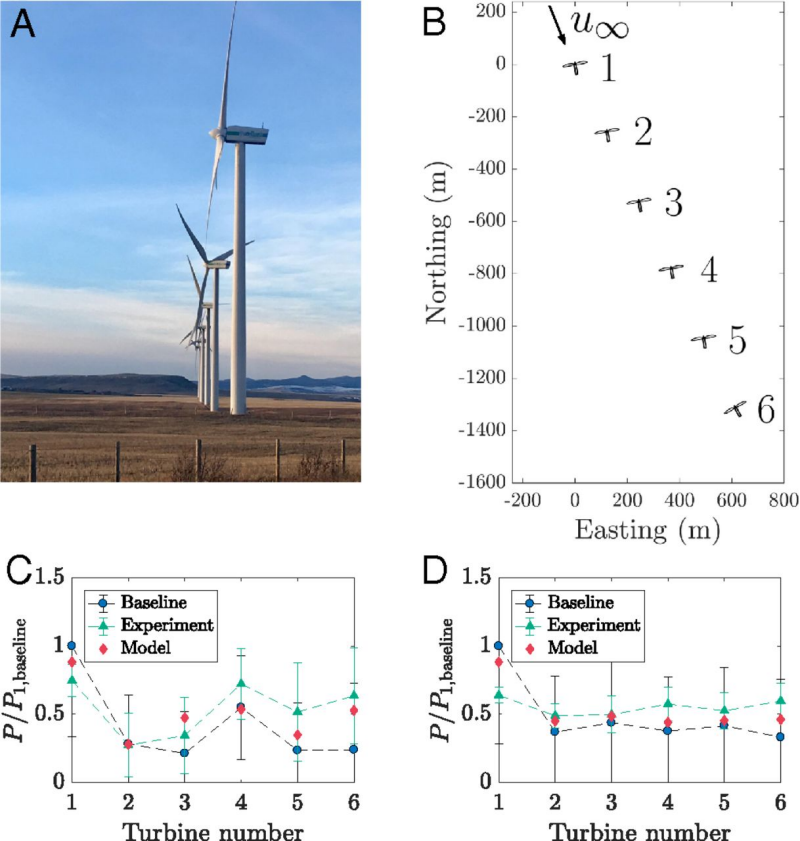 A
B
u∞
1
2
3
4
5
6
200
0
-200
-400
-600
-800
-1000
-1200
-1400
-1600
Northing (m)
-200 0 200 400 600 800
Easting (m)
C
1.5
1
0.5
0
P/P1,baseline
Baseline
Experiment
Model
1 2 3 4 5 6
Turbine number
D
1.5
1
0.5
0
P/P1,baseline
Baseline
Experiment
Model
1 2 3 4 5 6
Turbine number